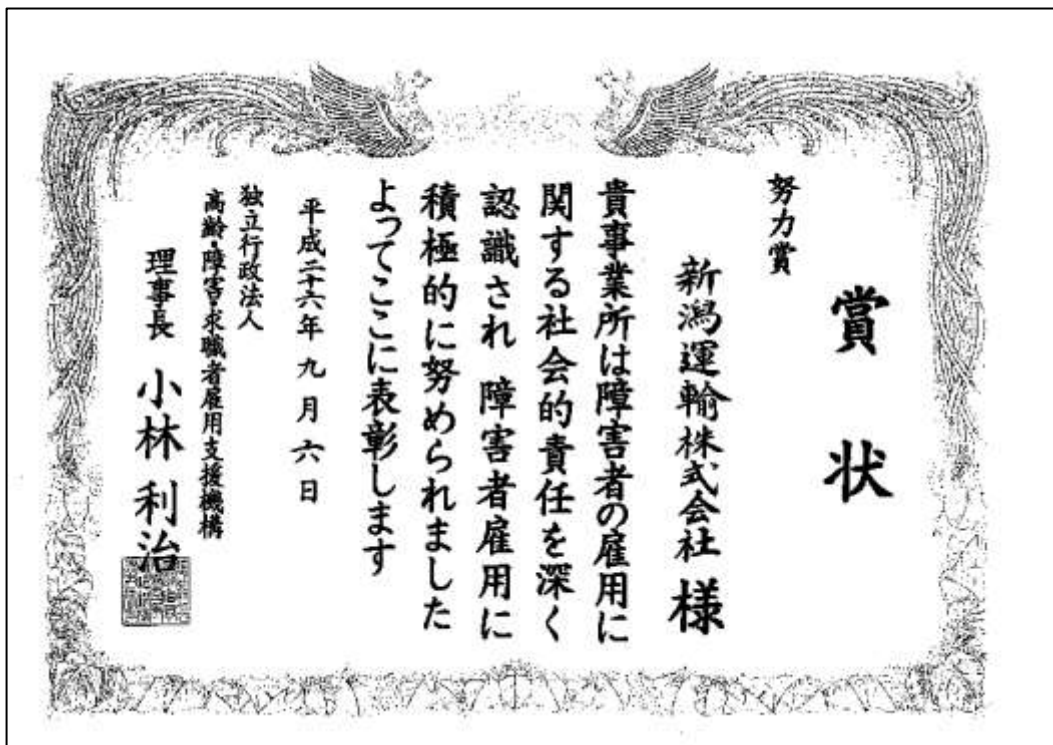 賞状
努力賞
新潟運輸株式会社 様
貴事業所は障害者の雇用に
関する社会的責任を深く
認識され 障害者雇用に
積極的に努められました
よってここに表彰します
平成二十六年九月六日
独立行政法人
高齢・障害・求職者雇用支援機構
理事長 小林 利治